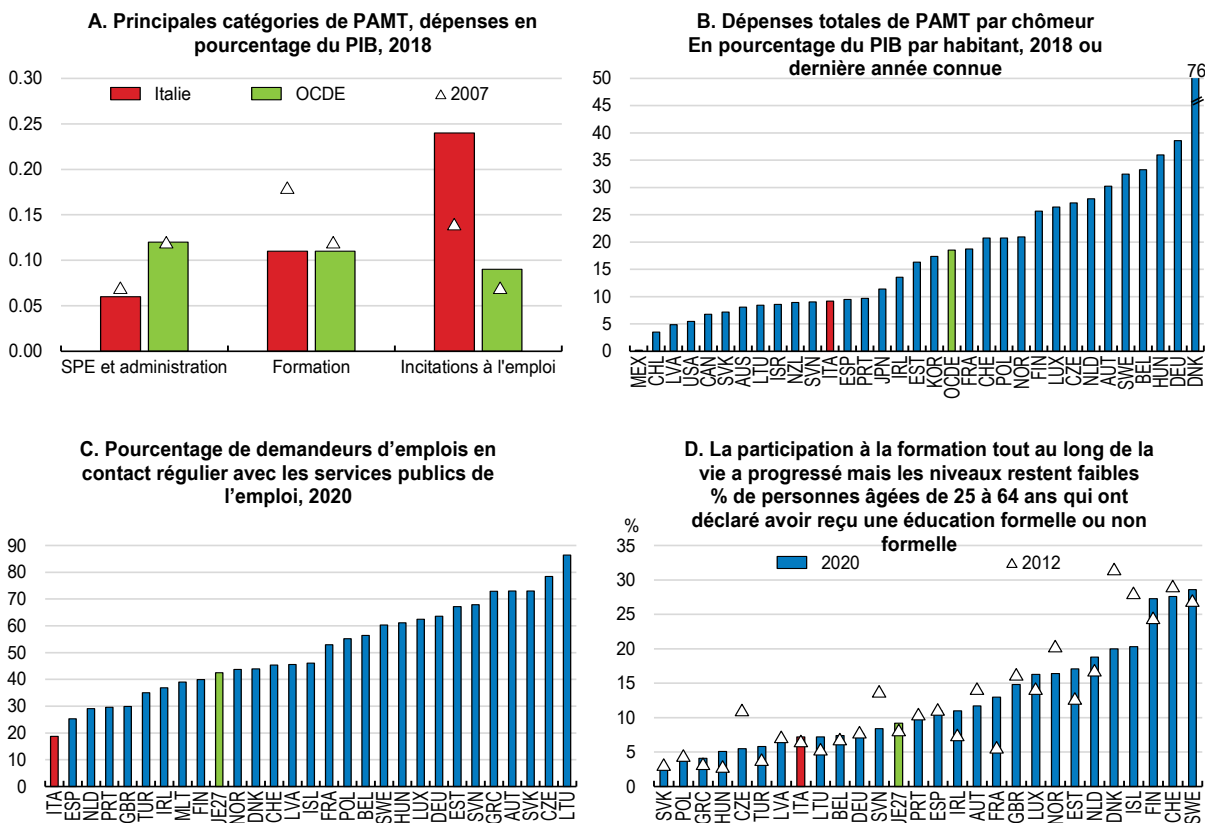 A. Principales catégories de PAMT, dépenses en
pourcentage du PIB, 2018
0.30
0.25
0.20
0.15
0.10
0.05
0.00
Italie
OCDE
2007
SPE et administration
Formation
Incitations à l'emploi
B. Dépenses totales de PAMT par chômeur
En pourcentage du PIB par habitant, 2018 ou
dernière année connue
76
50
45
40
35
30
25
20
15
10
5
0
MEX
CHL
LVA
USA
CAN
SVK
AUS
LTU
ISR
NZL
SVN
ITA
ESP
PRT
JPN
IRL
EST
KOR
OCDE
FRA
CHE
POL
NOR
FIN
LUX
CZE
NLD
AUT
SWE
BEL
HUN
DEU
DNK
C. Pourcentage de demandeurs d'emplois en
contact régulier avec les services publics de
l'emploi, 2020
90
80
70
60
50
40
30
20
10
0
ITA
ESP
NLD
PRT
GBR
TUR
IRL
MLT
FIN
UE27
NOR
DNK
CHE
LVA
ISL
FRA
POL
BEL
SWE
HUN
LUX
DEU
EST
SVN
GRC
AUT
SVK
CZE
LTU
D. La participation à la formation tout au long de la
vie a progressé mais les niveaux restent faibles
% de personnes âgées de 25 à 64 ans qui ont
déclaré avoir reçu une éducation formelle ou non
formelle
%
35
30
25
20
15
10
5
0
2020
2012
SVK
POL
GRC
HUN
CZE
TUR
LVA
ITA
LTU
BEL
DEU
SVN
UE27
PRT
ESP
IRL
AUT
FRA
GBR
LUX
NOR
EST
NLD
DNK
ISL
FIN
CHE
SWE